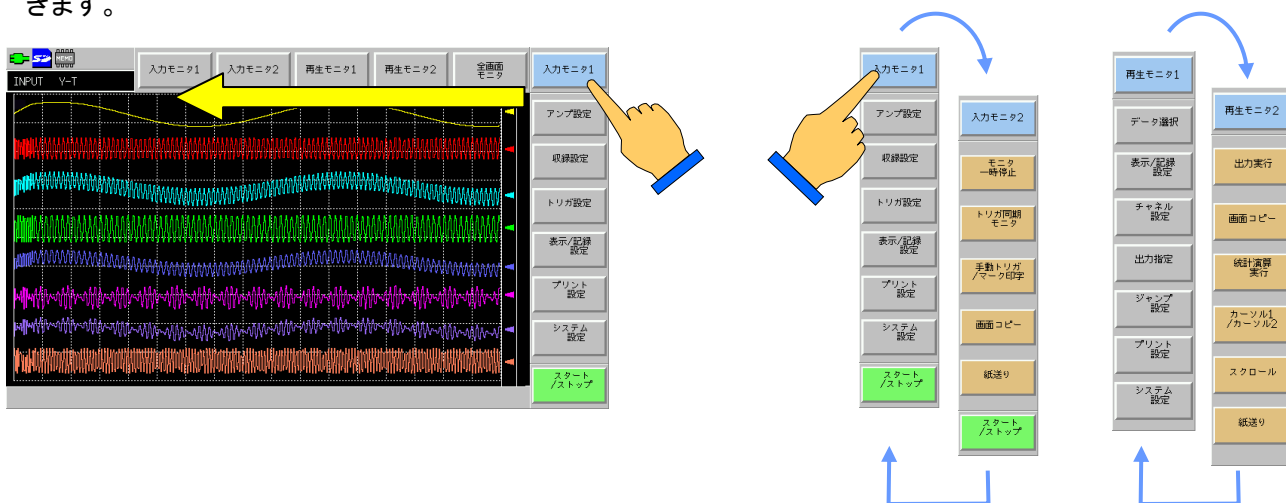 きます。
SD
MEMO
入力モニタ1
入力モニタ2
再生モニタ1
再生モニタ2
全画面
モニタ
INPUT Y-T
入力モニタ1
アンプ設定
収録設定
トリガ設定
表示/記録
設定
プリント
設定
システム
設定
スタート
/ストップ
入力モニタ1
アンプ設定
収録設定
トリガ設定
表示/記録
設定
プリント
設定
システム
設定
スタート
/ストップ
入力モニタ2
モニタ
一時停止
トリガ同期
モニタ
手動トリガ
/マーク印字
画面コピー
紙送り
スタート
/ストップ
再生モニタ1
データ選択
表示/記録
設定
チャネル
設定
出力指定
ジャンプ
設定
プリント
設定
システム
設定
再生モニタ2
出力実行
画面コピー
統計演算
実行
カーソル1
/カーソル2
スクロール
紙送り